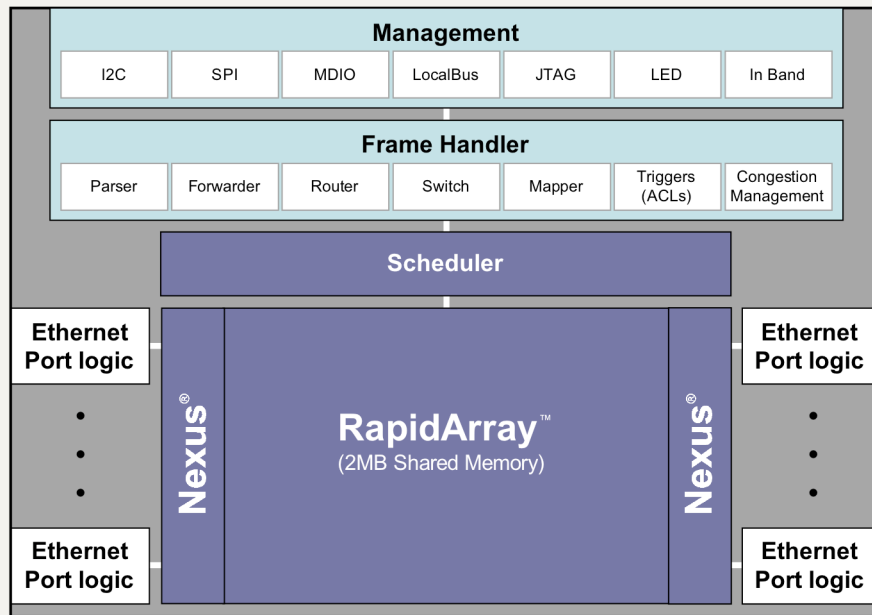 Management
I2C
SPI
MDIO
LocalBus
JTAG
LED
In Band
Frame Handler
Parser
Forwarder
Router
Switch
Mapper
Triggers
(ACLs)
Congestion
Management
Scheduler
Ethernet
Port logic
Ethernet
Port logic
Nexus®
RapidArray™
(2MB Shared Memory)
Nexus®
Ethernet
Port logic
Ethernet
Port logic